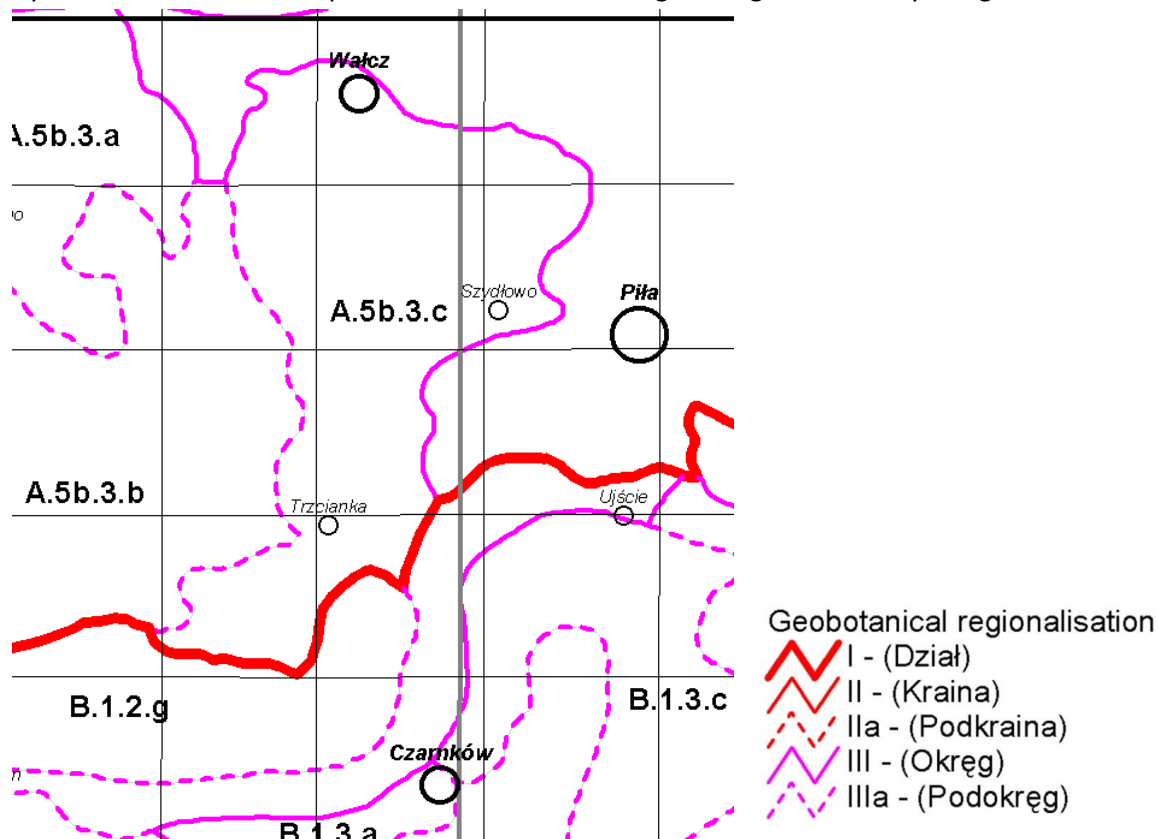 Wałcz
A.5b.3.a
Szydłowo
Piła
A.5b.3.c
A.5b.3.b
Trzcianka
Ujście
B.1.2.g
B.1.3.c
Czarnków
B.1.3.a
Geobotanical regionalisation
I - (Dział)
II - (Kraina)
IIa - (Podkraina)
III - (Okręg)
IIIa - (Podokręg)